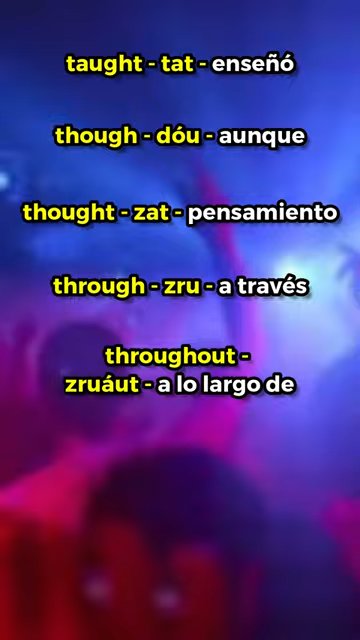 taught - tat - enseñó
though - dóu - aunque
thought - zat - pensamiento
through - zru - a través
throughout -
zruáut - a lo largo de